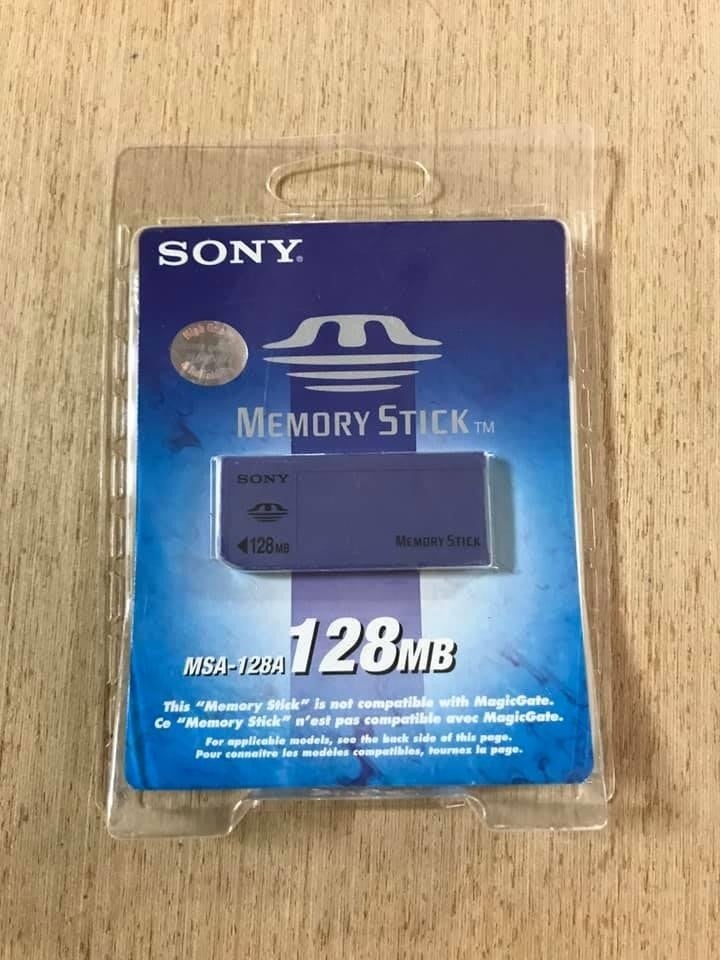 SONY®
MEMORY STICK™
SONY
◀128MB
MEMORY STICK
MSA-128A 128MB
This "Memory Stick" is not compatible with MagicGate.
Ce "Memory Stick" n'est pas compatible avec MagicGate.
For applicable models, see the back side of this page.
Pour connaitre les modèles compatibles, tournez la page.